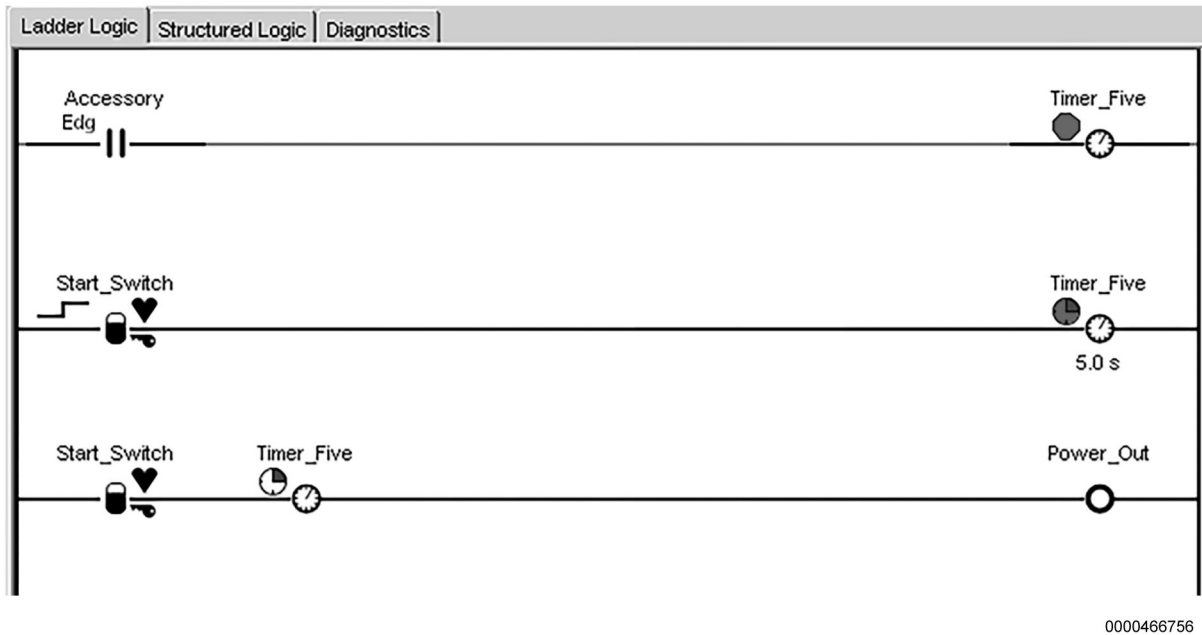 Ladder Logic Structured Logic Diagnostics
Accessory Timer_Five
Edg
Start_Switch Timer_Five
5.0 s
Start_Switch Timer_Five Power_Out
0000466756